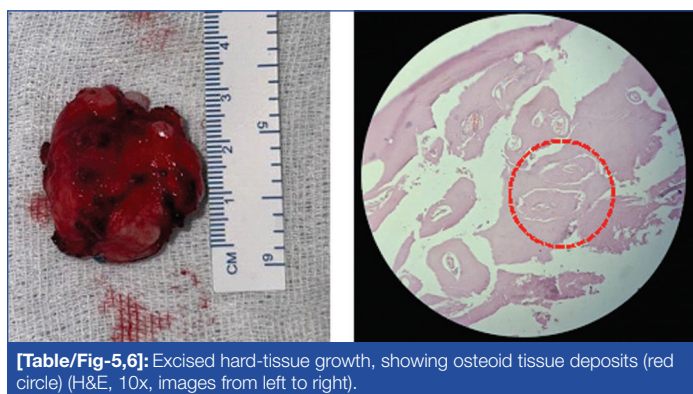 4
3
2
1
CM
5
6
[Table/Fig-5,6]: Excised hard-tissue growth, showing osteoid tissue deposits (red
circle) (H&E, 10x, images from left to right).